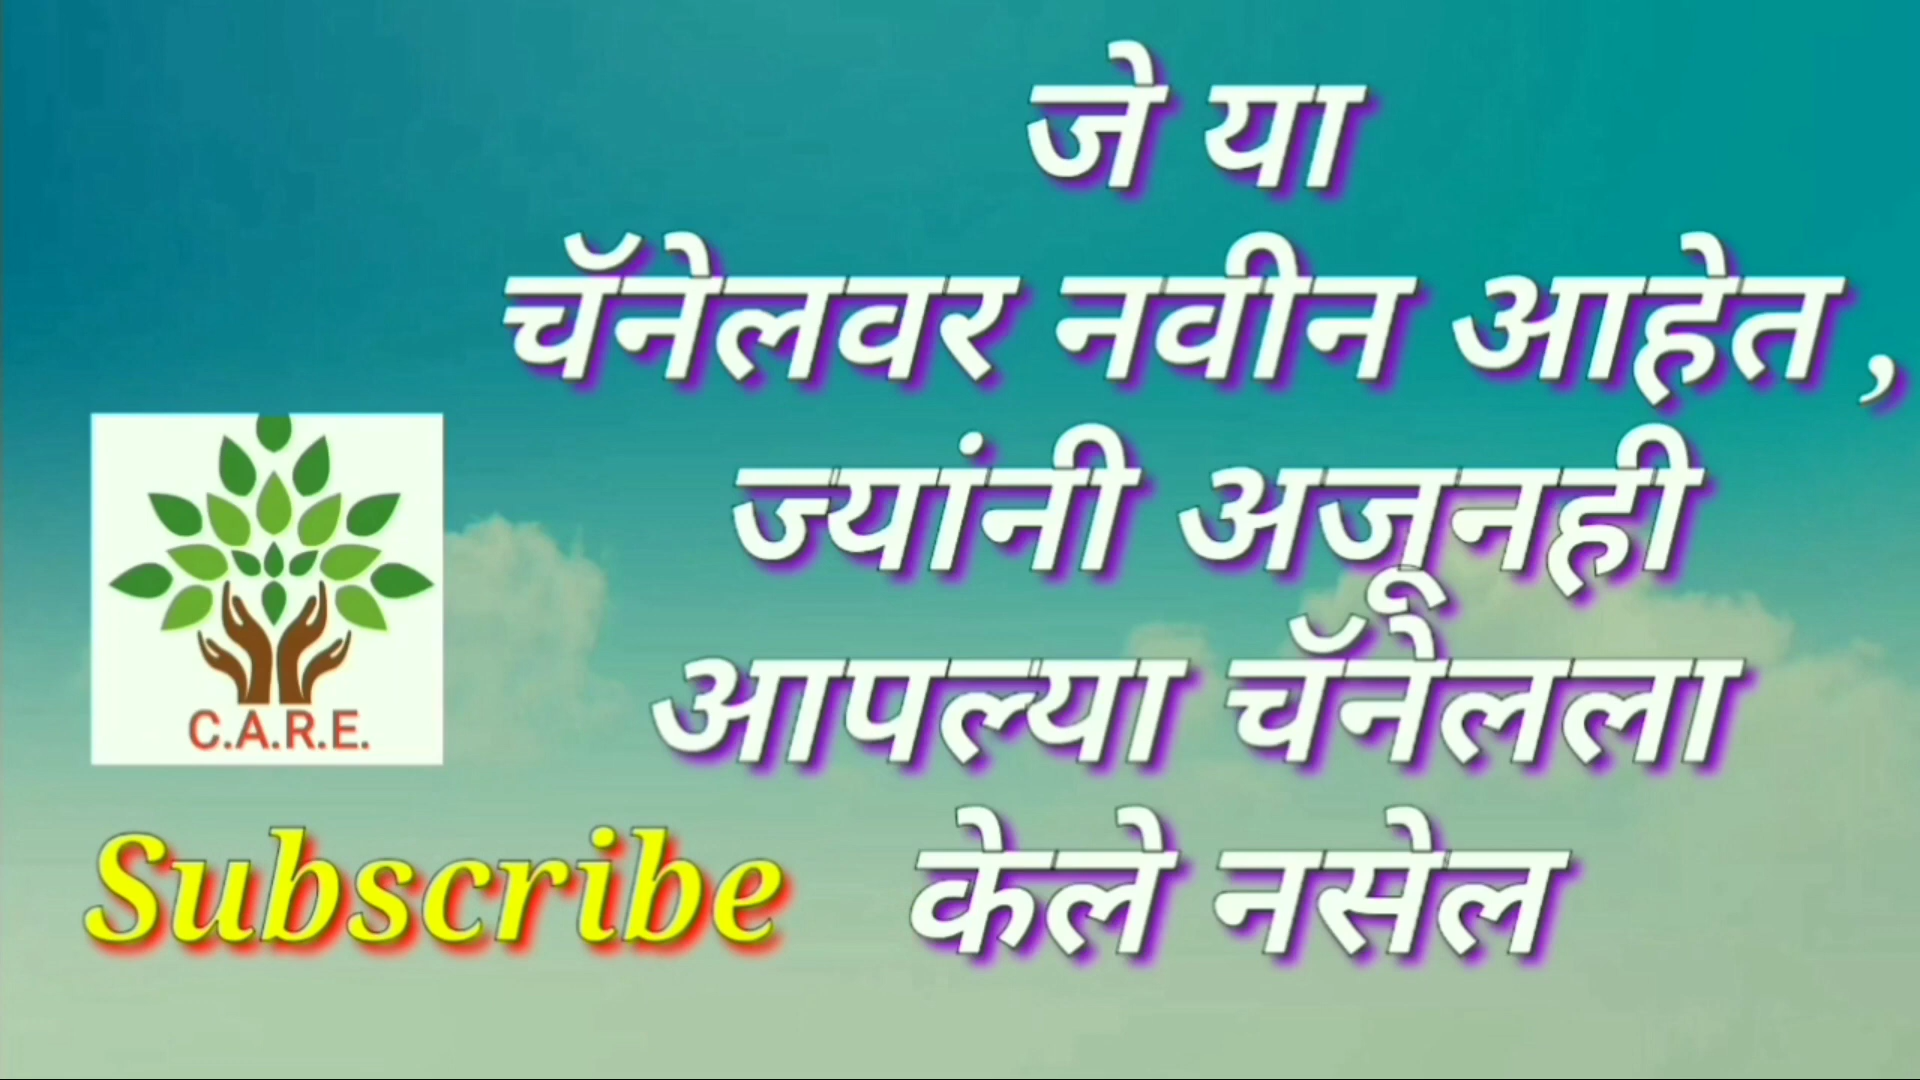 जे या
चॅनेलवर नवीन आहेत ,
ज्यांनी अजूनही
आपल्या चॅनेलला
C.A.R.E.
Subscribe केले नसेल